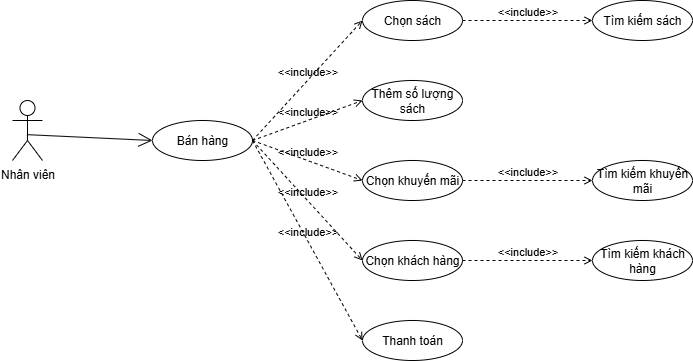 Chọn sách
<<include>>
Tìm kiếm sách
<<include>>
Thêm số lượng
sách
<<include>>
Nhân viên
Bán hàng
<<include>>
Chọn khuyến mãi
<<include>>
Tìm kiếm khuyến
mãi
<<include>>
<<include>>
Chọn khách hàng
<<include>>
Tìm kiếm khách
hàng
Thanh toán